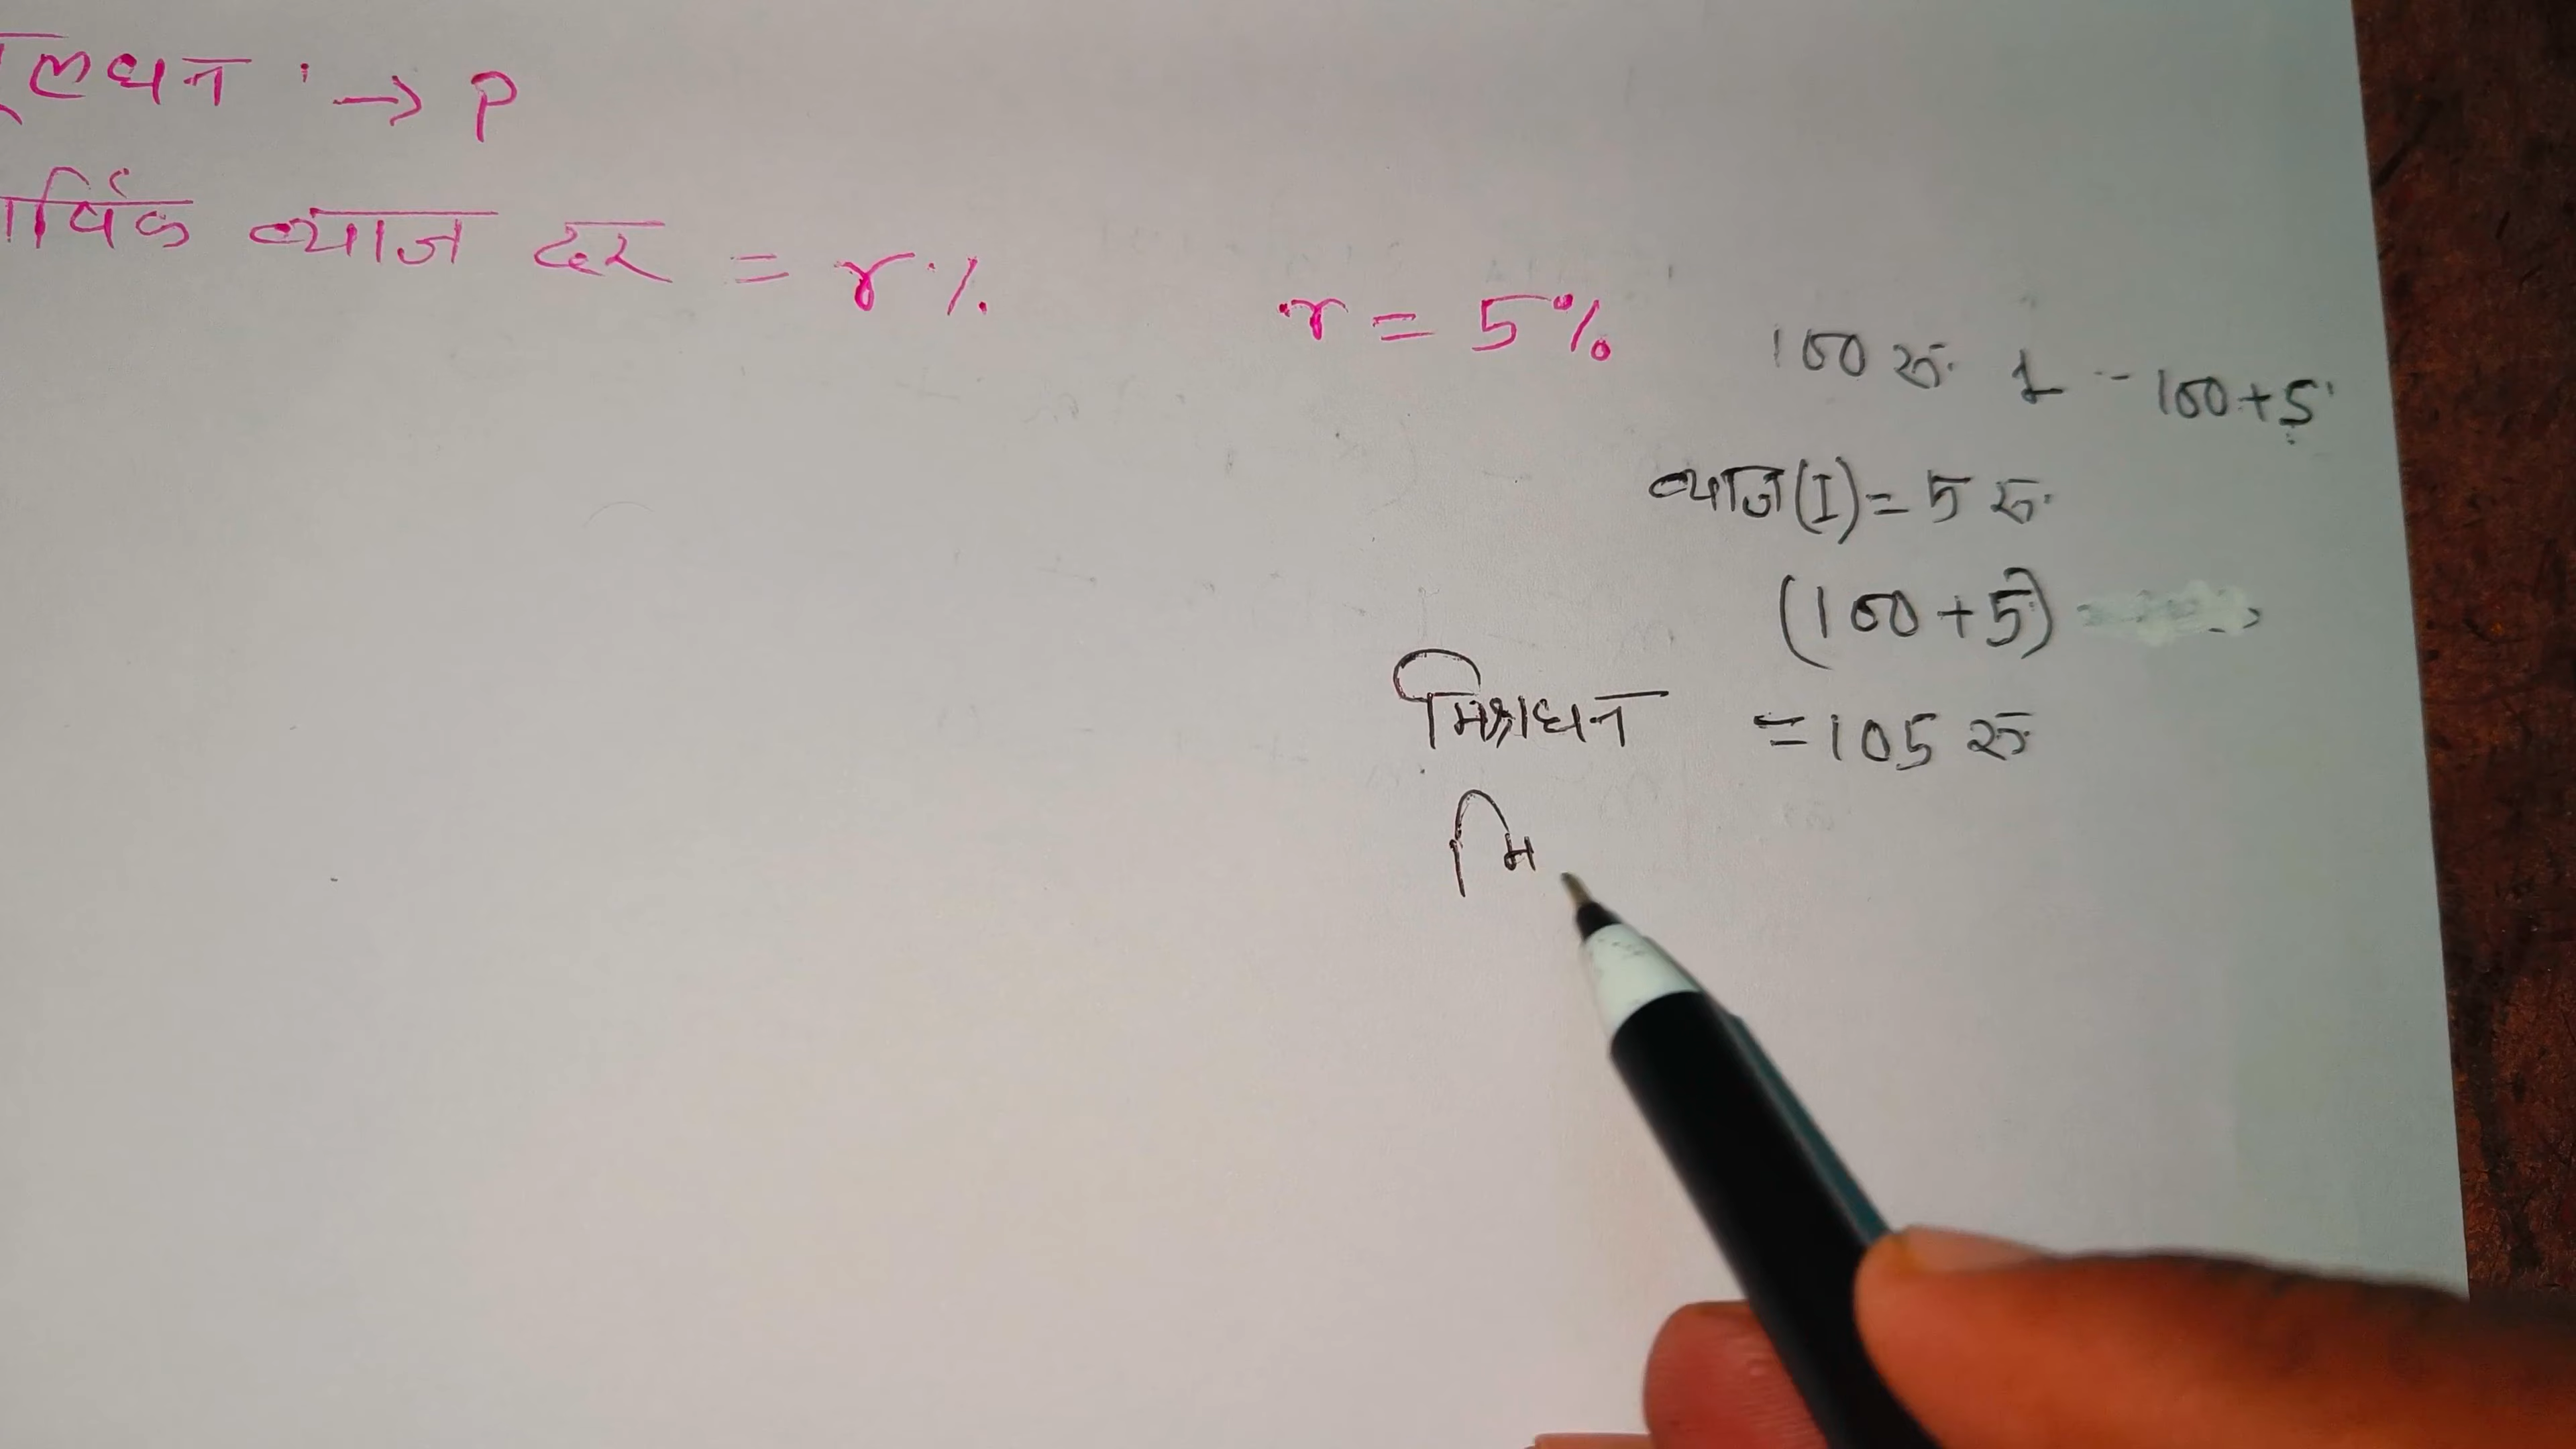 मूलधन → P
वार्षिक ब्याज दर = r%
r = 5%
100 रु. 1 - 100+5
ब्याज(I) = 5 रु.
(100+5)
मिश्रधन = 105 रु
मि